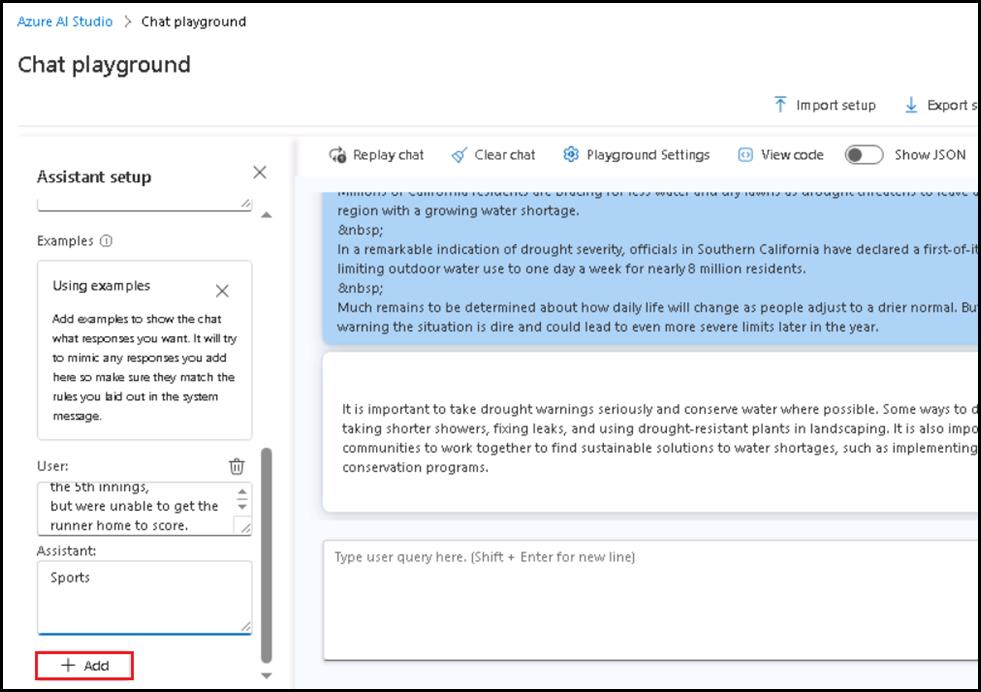 Azure AI Studio > Chat playground
Chat playground
Import setup
Export s
Assistant setup
Replay chat
Clear chat
Playground Settings
View code
Show JSON
Examples
Using examples
Add examples to show the chat
what responses you want. It will try
to mimic any responses you add
here so make sure they match the
rules you laid out in the system
message.
User:
the 5th innings,
but were unable to get the
runner home to score.
Assistant:
Sports
+ Add
Millions of California residents are bracing for less water and dry lawns as drought threatens to leave a
region with a growing water shortage.
&nbsp;
In a remarkable indication of drought severity, officials in Southern California have declared a first-of-it
limiting outdoor water use to one day a week for nearly 8 million residents.
&nbsp;
Much remains to be determined about how daily life will change as people adjust to a drier normal. Bu
warning the situation is dire and could lead to even more severe limits later in the year.
It is important to take drought warnings seriously and conserve water where possible. Some ways to d
taking shorter showers, fixing leaks, and using drought-resistant plants in landscaping. It is also impo
communities to work together to find sustainable solutions to water shortages, such as implementing
conservation programs.
Type user query here. (Shift + Enter for new line)